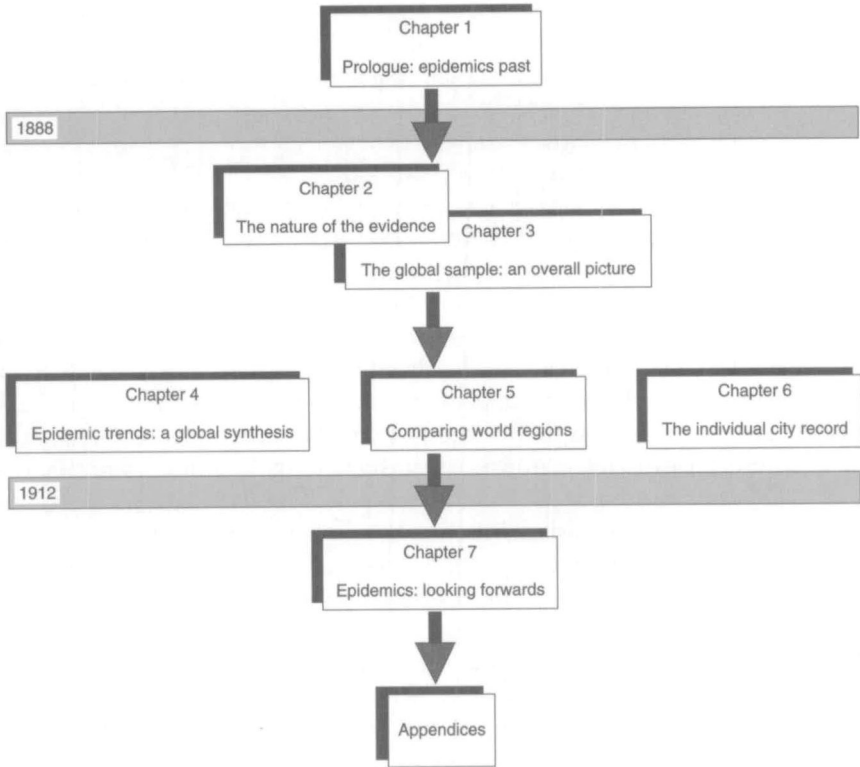 Chapter 1
Prologue: epidemics past
1888
Chapter 2
The nature of the evidence
Chapter 3
The global sample: an overall picture
Chapter 4
Epidemic trends: a global synthesis
Chapter 5
Comparing world regions
Chapter 6
The individual city record
1912
Chapter 7
Epidemics: looking forwards
Appendices